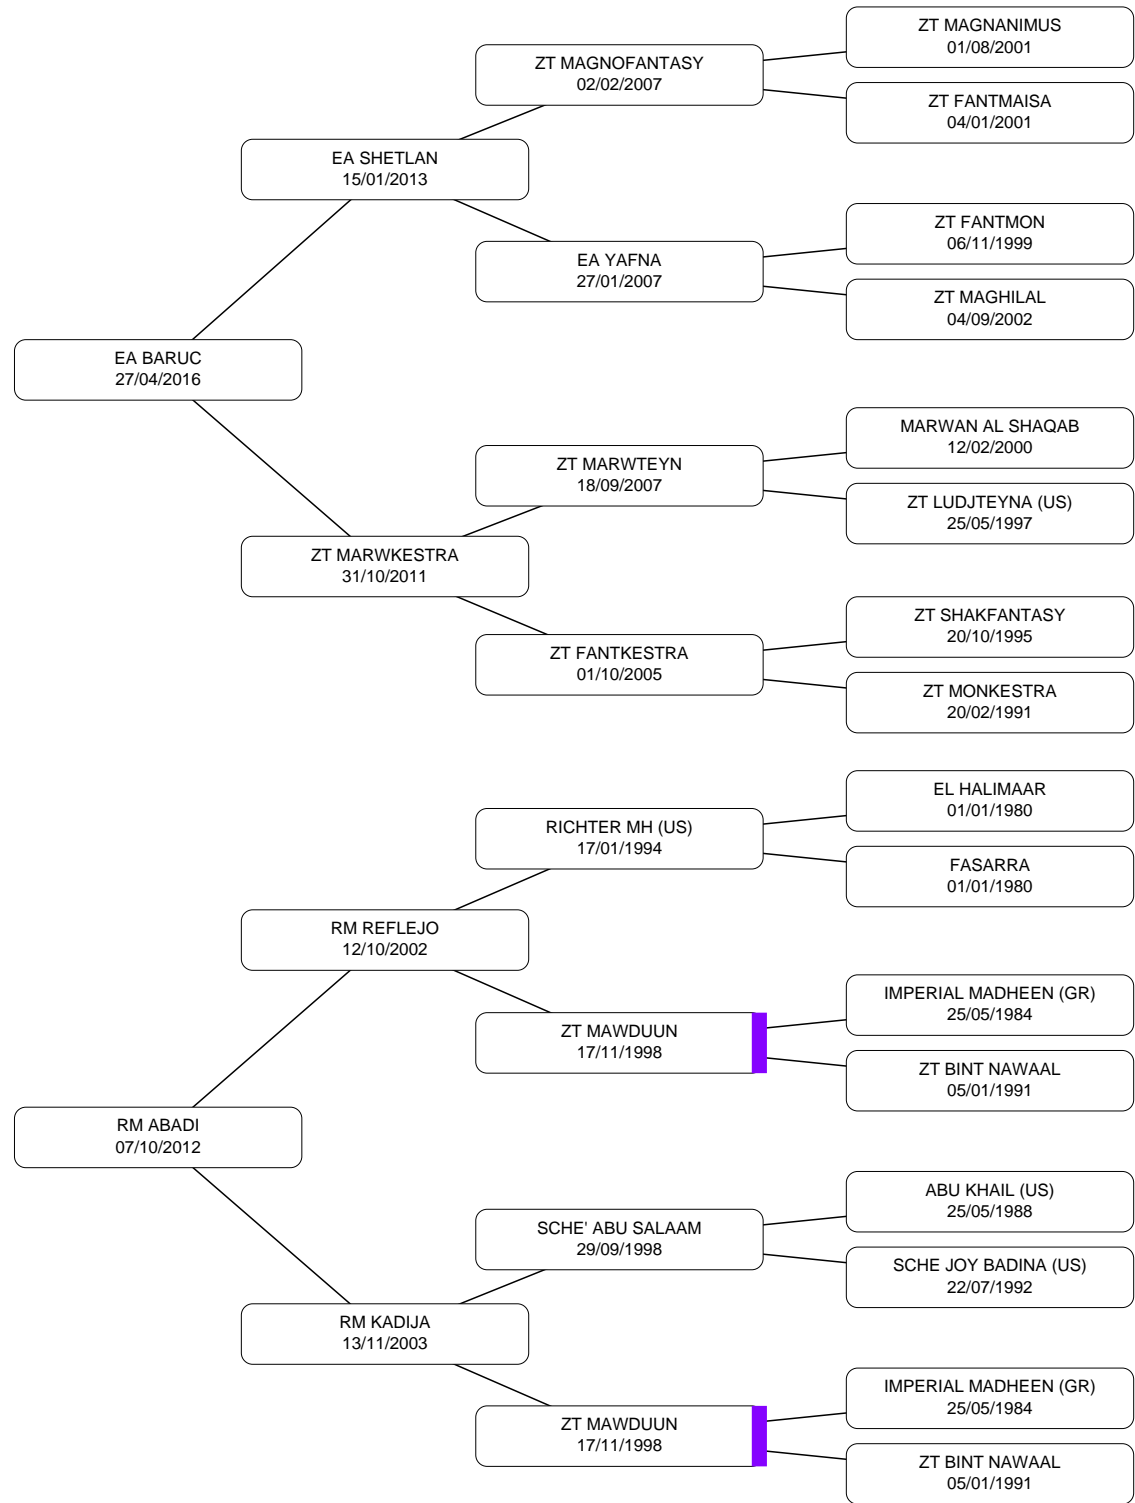 ZT MAGNANIMUS
01/08/2001
ZT MAGNOFANTASY
02/02/2007
ZT FANTMAISA
04/01/2001
EA SHETLAN
15/01/2013
ZT FANTMON
06/11/1999
EA YAFNA
27/01/2007
ZT MAGHILAL
04/09/2002
EA BARUC
27/04/2016
MARWAN AL SHAQAB
12/02/2000
ZT MARWTEYN
18/09/2007
ZT LUDJTEYNA (US)
25/05/1997
ZT MARWKESTRA
31/10/2011
ZT SHAKFANTASY
20/10/1995
ZT FANTKESTRA
01/10/2005
ZT MONKESTRA
20/02/1991
EL HALIMAAR
01/01/1980
RICHTER MH (US)
17/01/1994
FASARRA
01/01/1980
RM REFLEJO
12/10/2002
IMPERIAL MADHEEN (GR)
25/05/1984
ZT MAWDUUN
17/11/1998
ZT BINT NAWAAL
05/01/1991
RM ABADI
07/10/2012
ABU KHAIL (US)
25/05/1988
SCHE' ABU SALAAM
29/09/1998
SCHE JOY BADINA (US)
22/07/1992
RM KADIJA
13/11/2003
IMPERIAL MADHEEN (GR)
25/05/1984
ZT MAWDUUN
17/11/1998
ZT BINT NAWAAL
05/01/1991